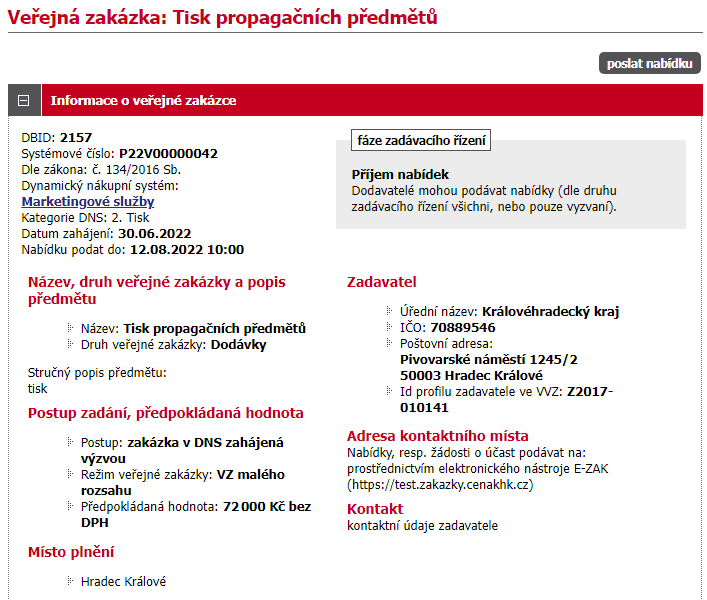 Veřejná zakázka: Tisk propagačních předmětů
poslat nabídku
Informace o veřejné zakázce
DBID: 2157
Systémové číslo: P22V00000042
Dle zákona: č. 134/2016 Sb.
Dynamický nákupní systém:
Marketingové služby
Kategorie DNS: 2. Tisk
Datum zahájení: 30.06.2022
Nabídku podat do: 12.08.2022 10:00
fáze zadávacího řízení
Příjem nabídek
Dodavatelé mohou podávat nabídky (dle druhu
zadávacího řízení všichni, nebo pouze vyzvaní).
Název, druh veřejné zakázky a popis
předmětu
Název: Tisk propagačních předmětů
Druh veřejné zakázky: Dodávky
Stručný popis předmětu:
tisk
Postup zadání, předpokládaná hodnota
Postup: zakázka v DNS zahájená
výzvou
Režim veřejné zakázky: VZ malého
rozsahu
Předpokládaná hodnota: 72 000 Kč bez
DPH
Místo plnění
Hradec Králové
Zadavatel
Úřední název: Královéhradecký kraj
IČO: 70889546
Poštovní adresa:
Pivovarské náměstí 1245/2
50003 Hradec Králové
Id profilu zadavatele ve VVZ: Z2017-
010141
Adresa kontaktního místa
Nabídky, resp. žádosti o účast podávat na:
prostřednictvím elektronického nástroje E-ZAK
(https://test.zakazky.cenakhk.cz)
Kontakt
kontaktní údaje zadavatele